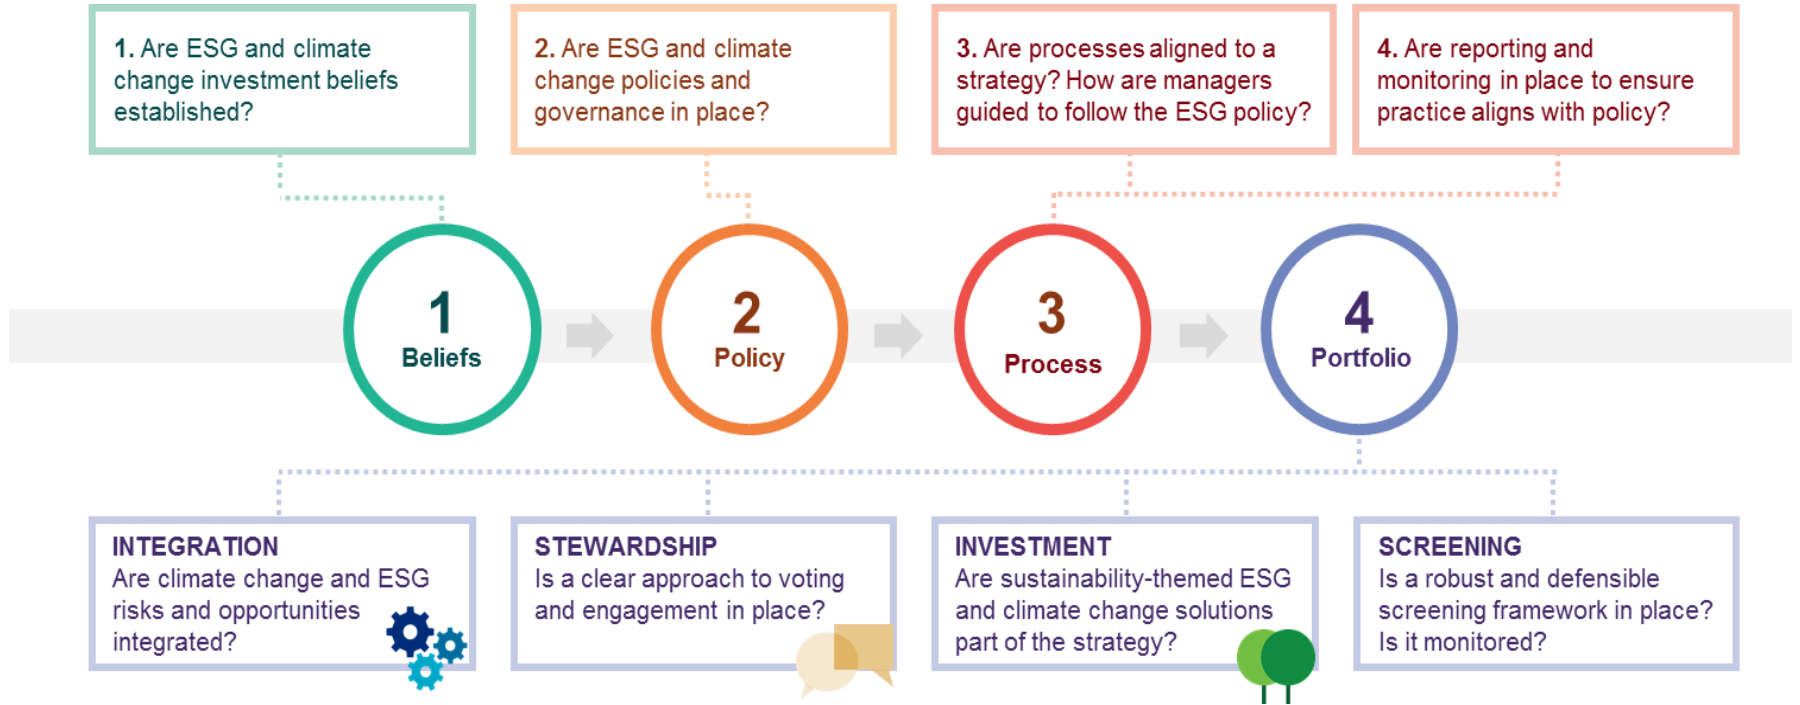 1. Are ESG and climate
change investment beliefs
established?
2. Are ESG and climate
change policies and
governance in place?
3. Are processes aligned to a
strategy? How are managers
guided to follow the ESG policy?
4. Are reporting and
monitoring in place to ensure
practice aligns with policy?
1
Beliefs
2
Policy
3
Process
4
Portfolio
INTEGRATION
Are climate change and ESG
risks and opportunities
integrated?
STEWARDSHIP
Is a clear approach to voting
and engagement in place?
INVESTMENT
Are sustainability-themed ESG
and climate change solutions
part of the strategy?
SCREENING
Is a robust and defensible
screening framework in place?
Is it monitored?